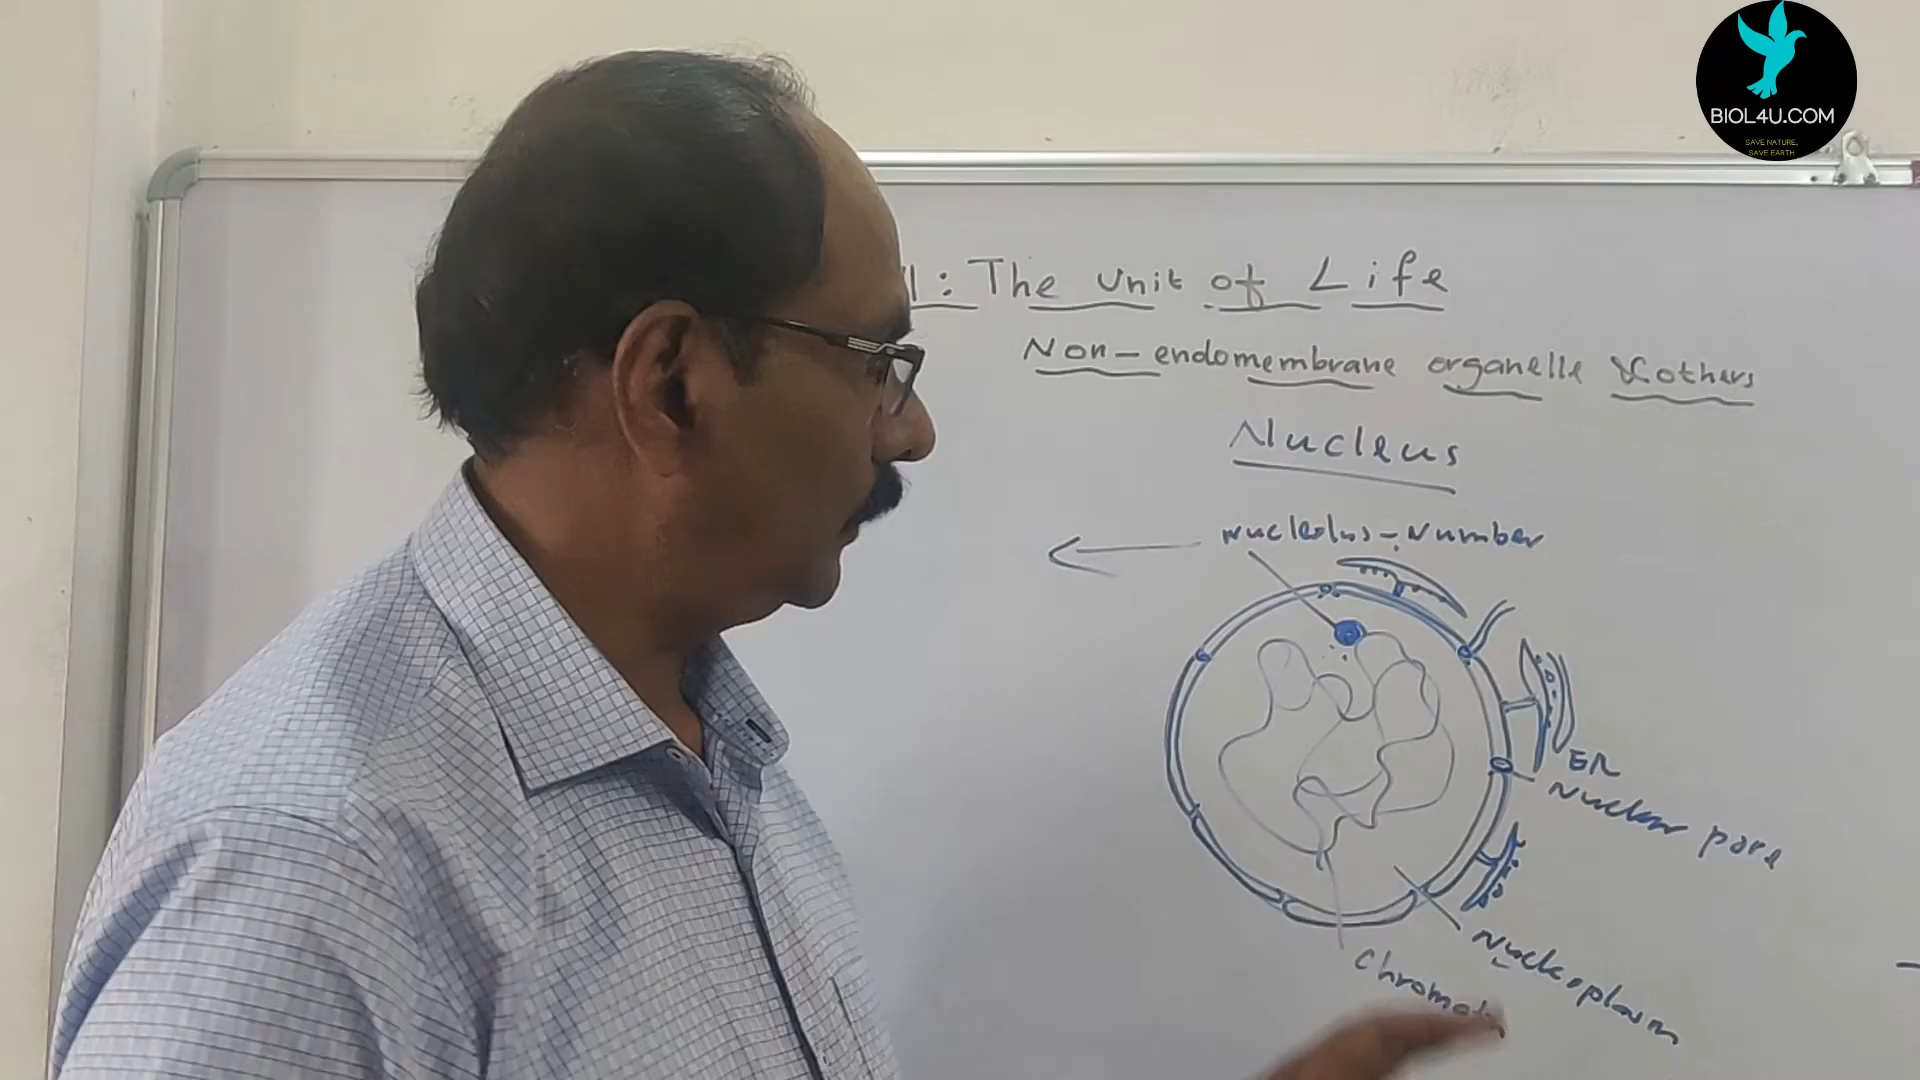 BIOL4U.COM
SAVE NATURE,
SAVE EARTH
: The Unit of Life
Non-endomembrane organelle & others
Nucleus
Nucleolus - Number
ER
Nuclear pore
Nucleoplasm
Chromatin